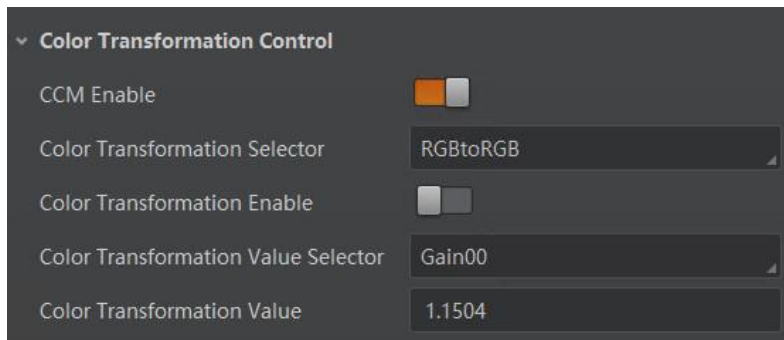 Color Transformation Control
CCM Enable
Color Transformation Selector RGBtoRGB
Color Transformation Enable
Color Transformation Value Selector Gain00
Color Transformation Value 1.1504